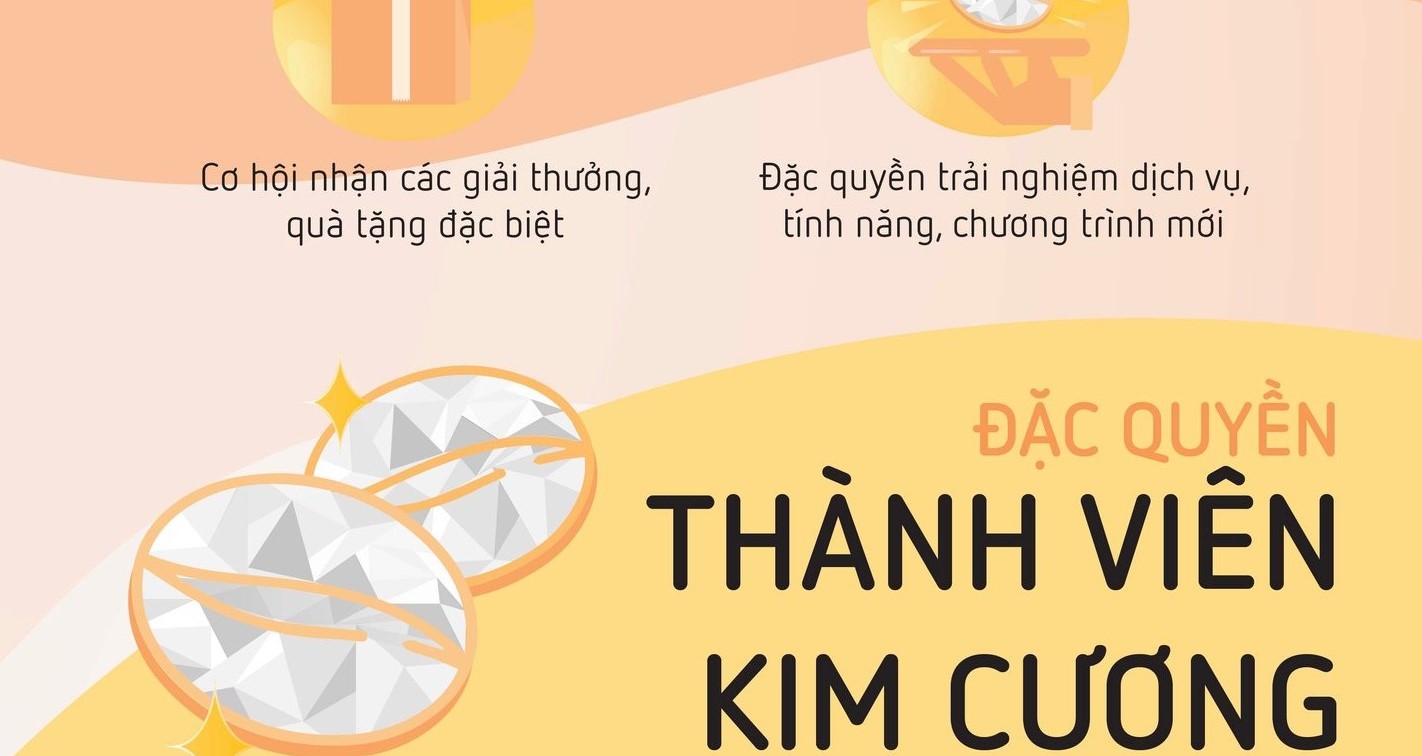 Cơ hội nhận các giải thưởng,
quà tặng đặc biệt
Đặc quyền trải nghiệm dịch vụ,
tính năng, chương trình mới
ĐẶC QUYỀN
THÀNH VIÊN
KIM CƯƠNG